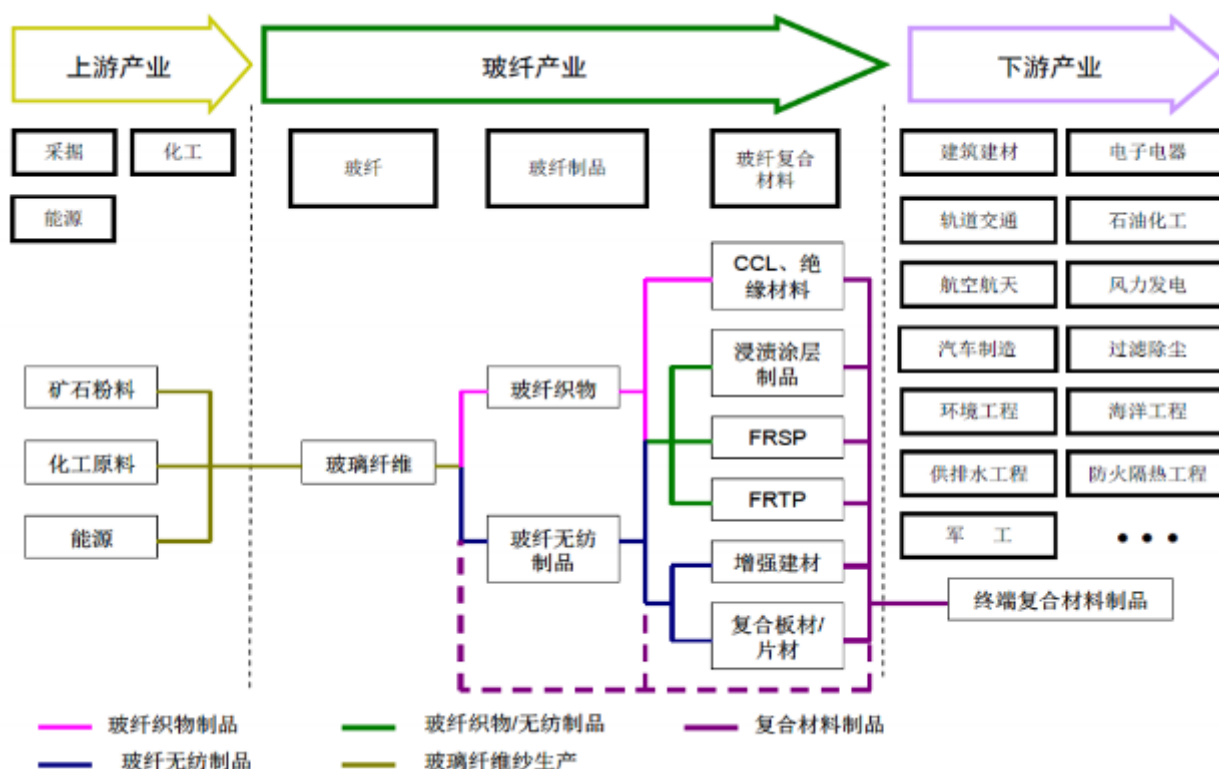 上游产业
玻纤产业
下游产业
采掘
化工
能源
玻纤
玻纤制品
玻纤复合
材料
建筑建材
电子电器
轨道交通
石油化工
航空航天
风力发电
汽车制造
过滤除尘
环境工程
海洋工程
供排水工程
防火隔热工程
军 工
•••
矿石粉料
化工原料
能源
玻璃纤维
玻纤织物
玻纤无纺
制品
CCL、绝
缘材料
浸渍涂层
制品
FRSP
FRTP
增强建材
复合板材/
片材
终端复合材料制品
玻纤织物制品
玻纤织物/无纺制品
复合材料制品
玻纤无纺制品
玻璃纤维纱生产